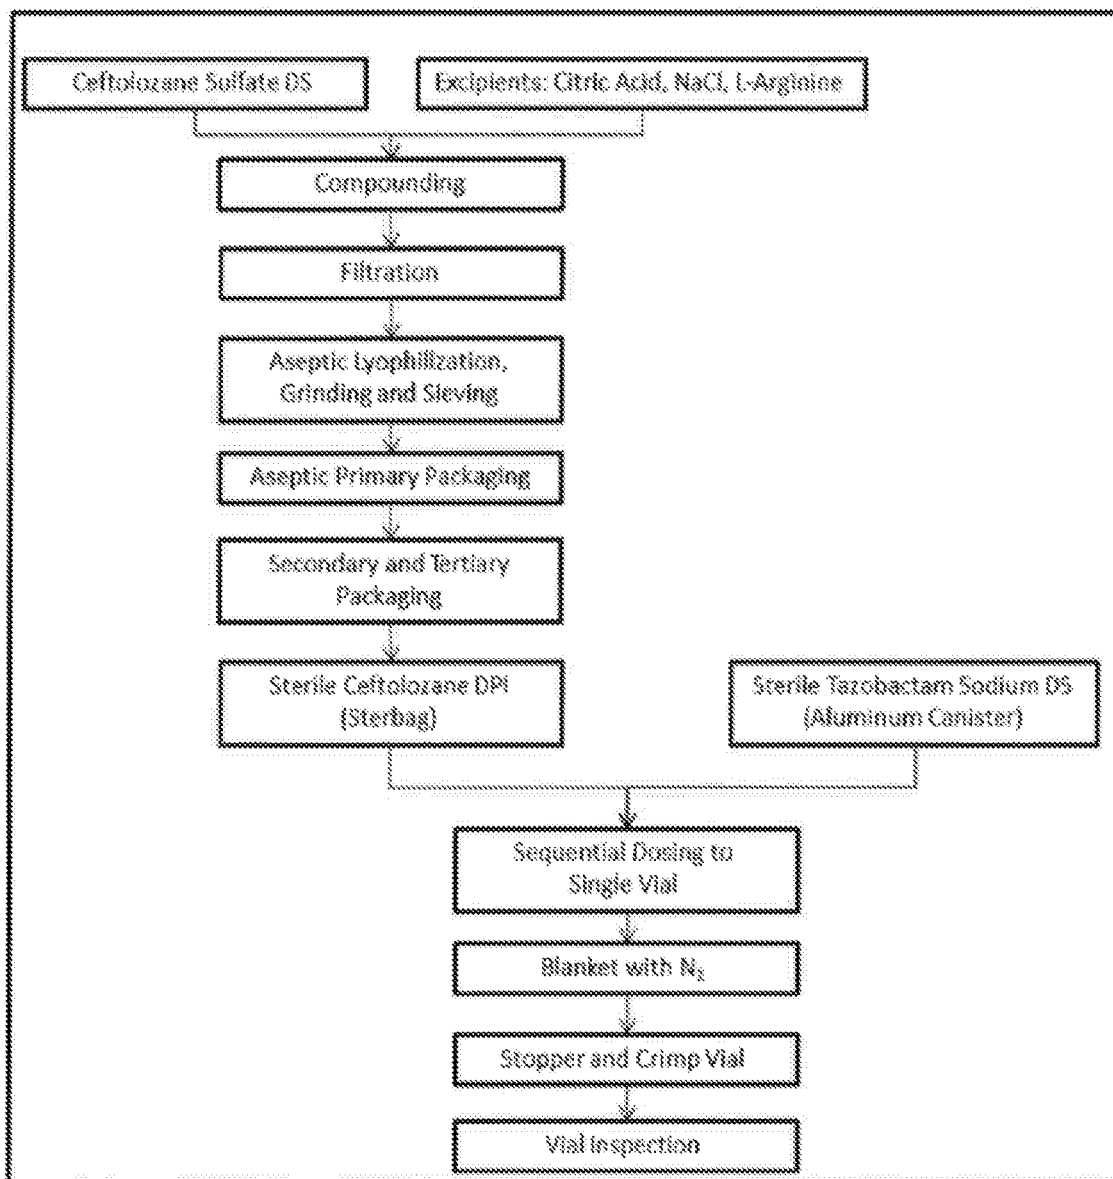 Ceftolozane Sulfate DS
Excipients: Citric Acid, NaCl, L-Arginine
Compounding
Filtration
Aseptic Lyophilization,
Grinding and Sieving
Aseptic Primary Packaging
Secondary and Tertiary
Packaging
Sterile Ceftolozane DPI
(Sterbag)
Sterile Tazobactam Sodium DS
(Aluminum Canister)
Sequential Dosing to
Single Vial
Blanket with N₂
Stopper and Crimp Vial
Vial Inspection